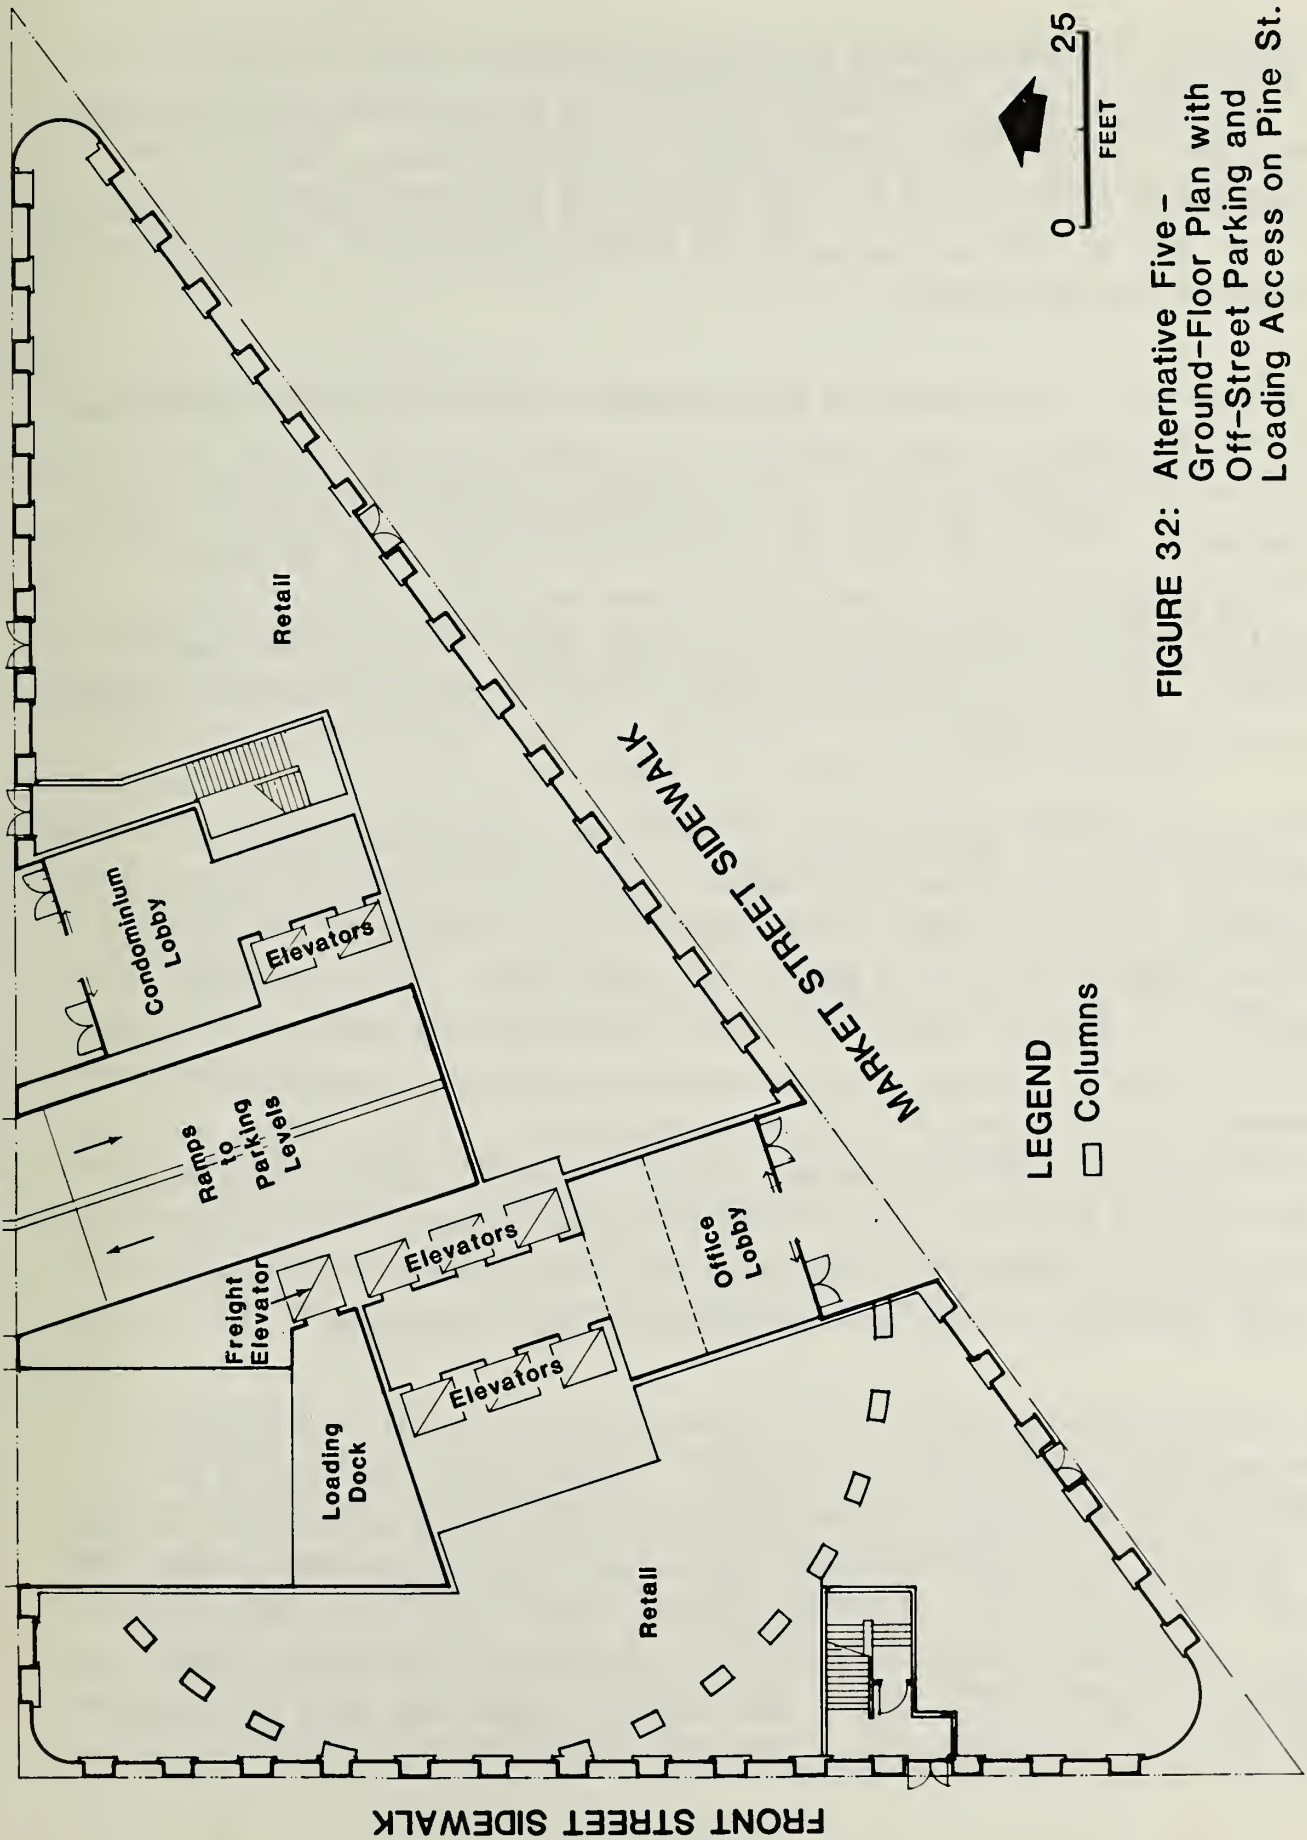 Retail
Condominium
Lobby
Elevators
Ramps
to
Parking
Levels
Freight
Elevator
Elevators
Elevators
Loading
Dock
Office
Lobby
Retail
MARKET STREET SIDEWALK
FRONT STREET SIDEWALK
LEGEND
Columns
0 25
FEET
FIGURE 32: Alternative Five–
Ground-Floor Plan with
Off-Street Parking and
Loading Access on Pine St.